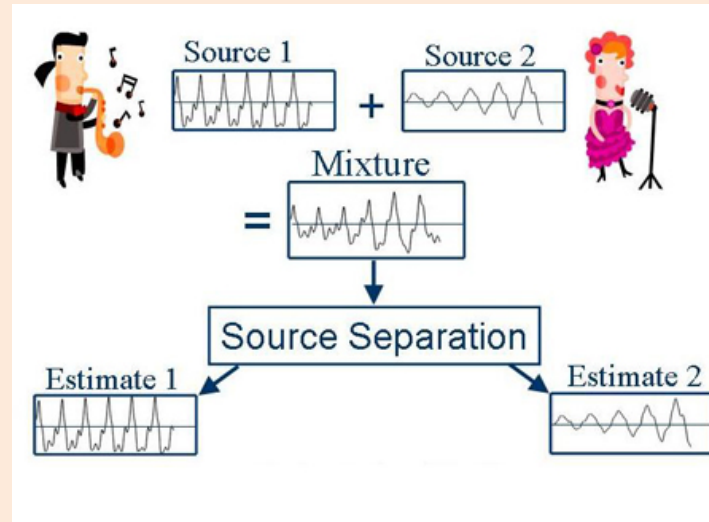 Source 1
Source 2
+
Mixture
=
Source Separation
Estimate 1
Estimate 2